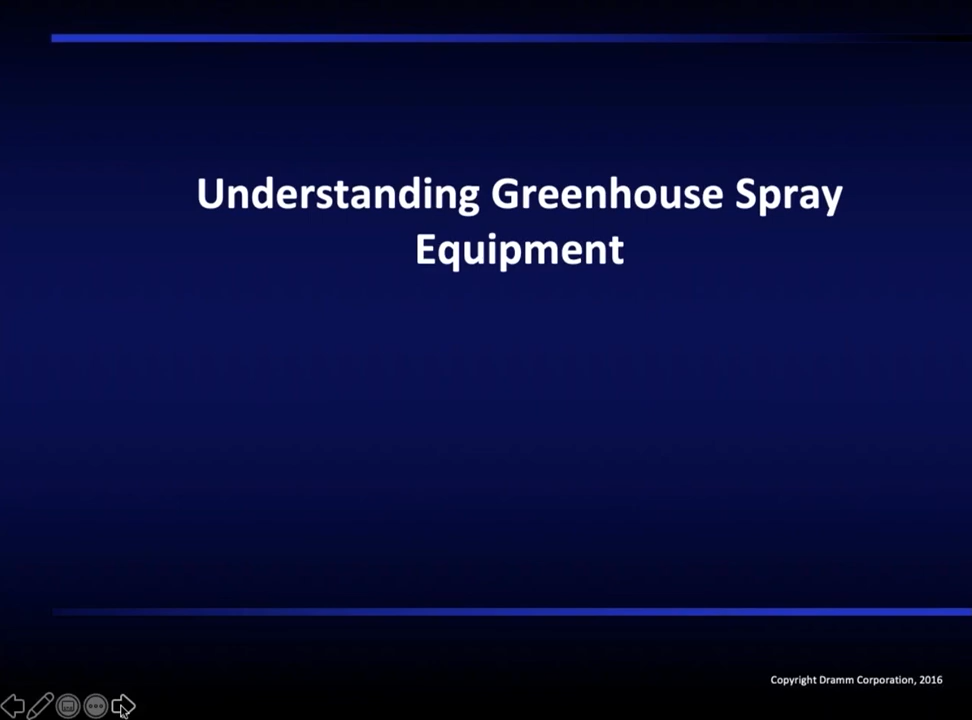 Understanding Greenhouse Spray
Equipment
Copyright Dramm Corporation, 2016